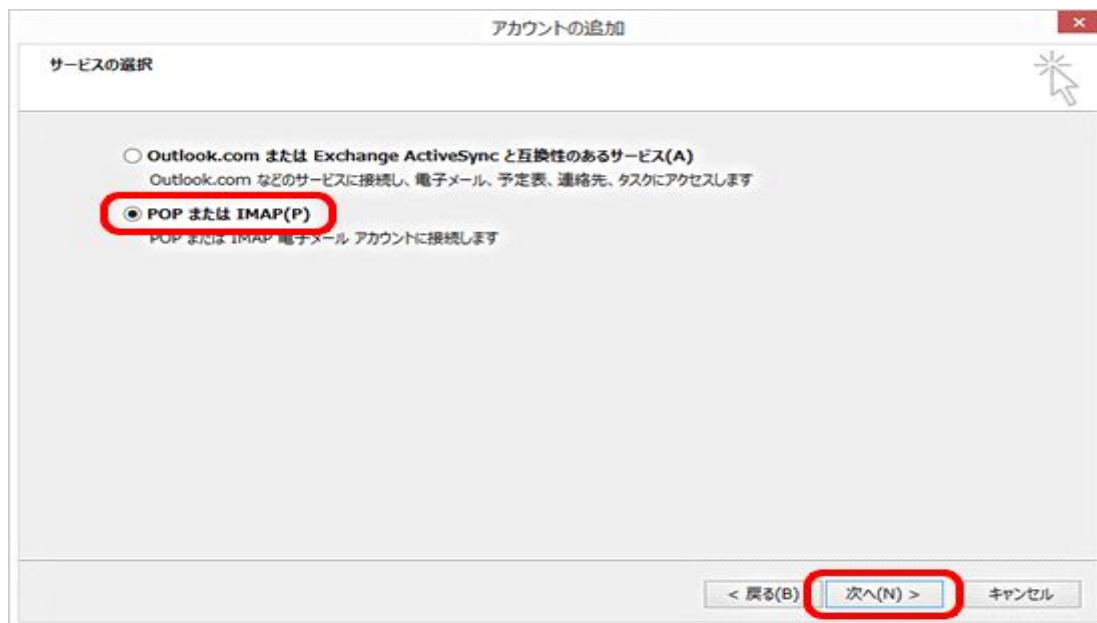 アカウントの追加
サービスの選択
Outlook.com または Exchange ActiveSync と互換性のあるサービス(A)
Outlook.com などのサービスに接続し、電子メール、予定表、連絡先、タスクにアクセスします
POP または IMAP(P)
POP または IMAP 電子メール アカウントに接続します
< 戻る(B) 次へ(N) > キャンセル